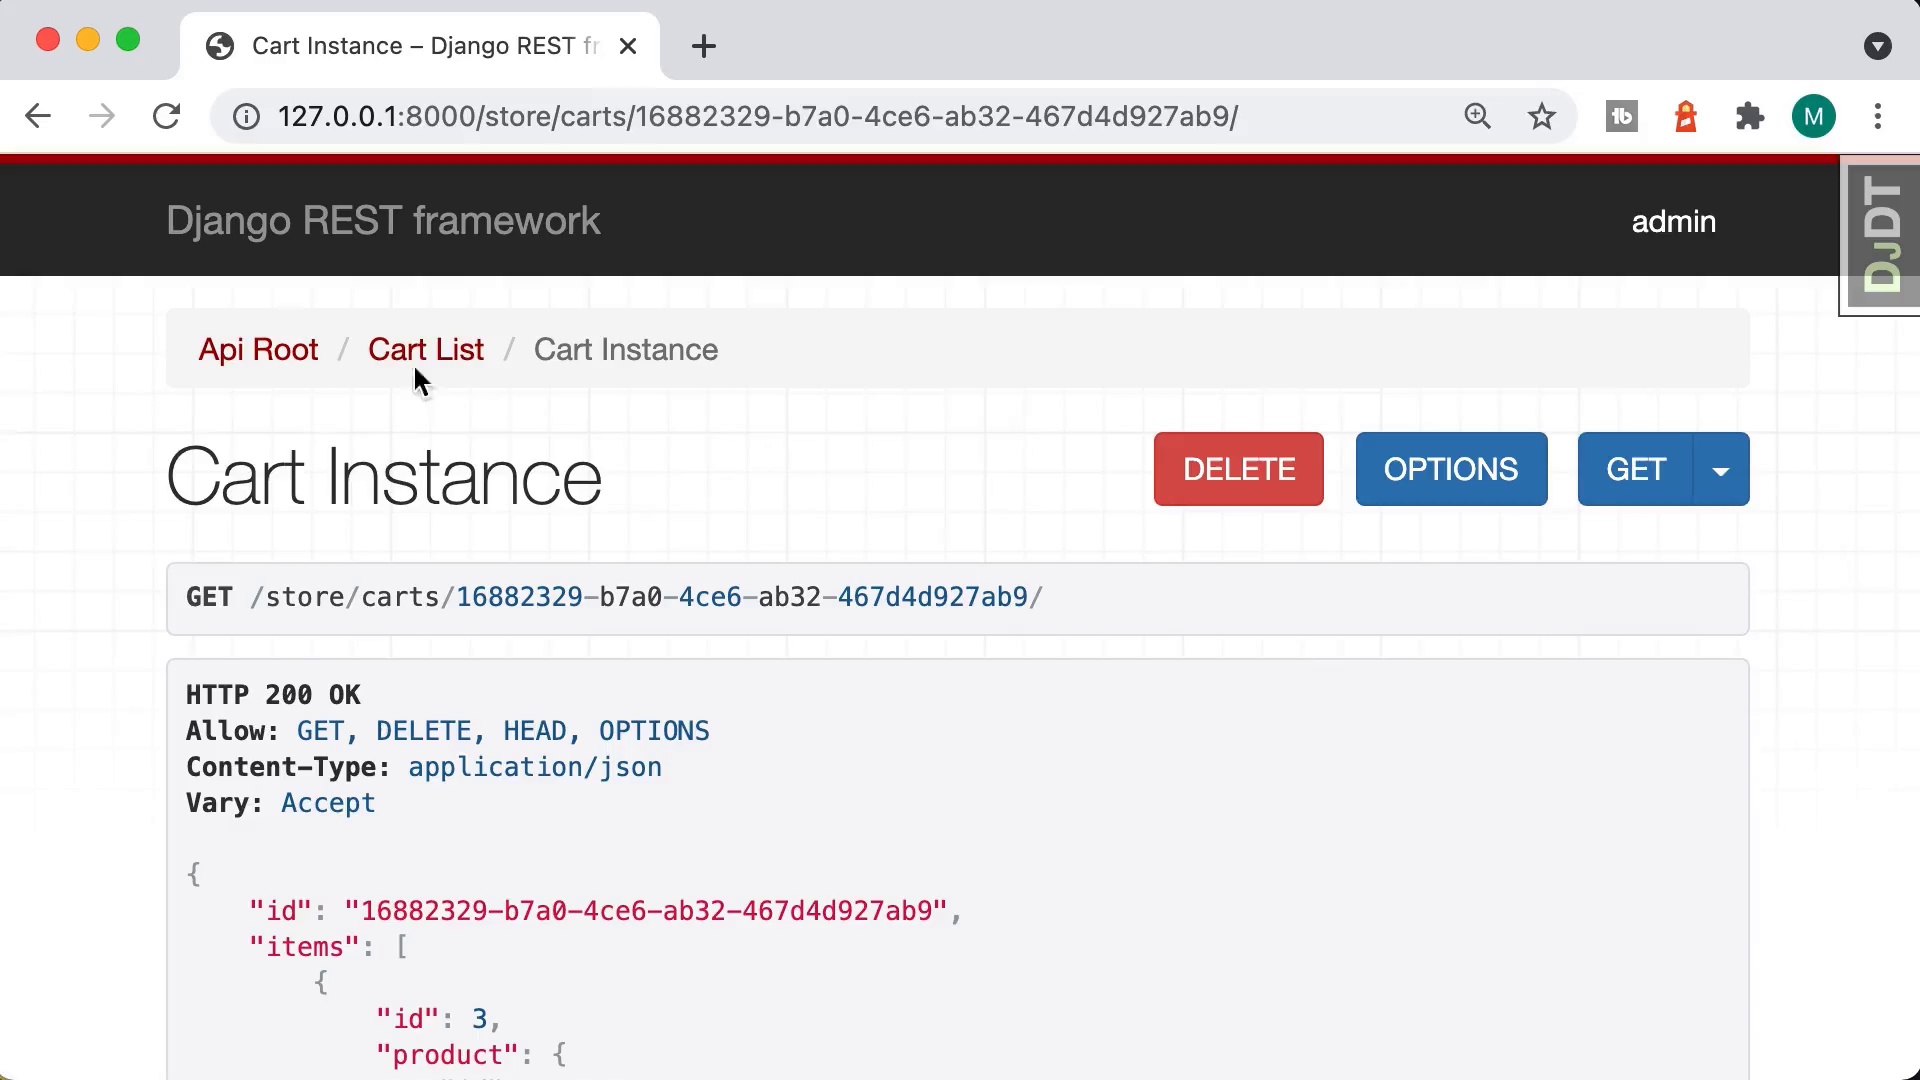 Cart Instance – Django REST fr
127.0.0.1:8000/store/carts/16882329-b7a0-4ce6-ab32-467d4d927ab9/
M
Django REST framework
admin
DJDT
Api Root / Cart List / Cart Instance
Cart Instance
DELETE
OPTIONS
GET
GET /store/carts/16882329-b7a0-4ce6-ab32-467d4d927ab9/
HTTP 200 OK
Allow: GET, DELETE, HEAD, OPTIONS
Content-Type: application/json
Vary: Accept
{
"id": "16882329-b7a0-4ce6-ab32-467d4d927ab9",
"items": [
{
"id": 3,
"product": {